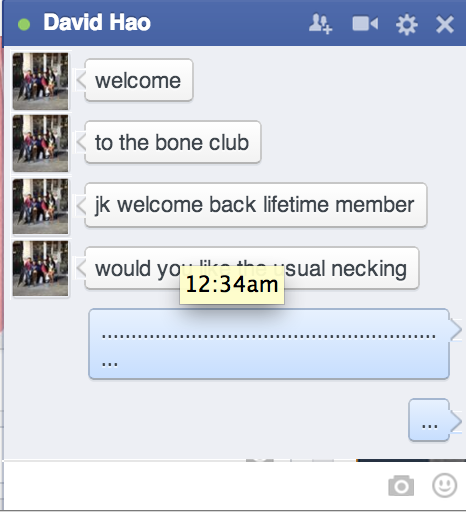 David Hao
welcome
to the bone club
jk welcome back lifetime member
would you like the usual necking
12:34am
........................................................
...
...